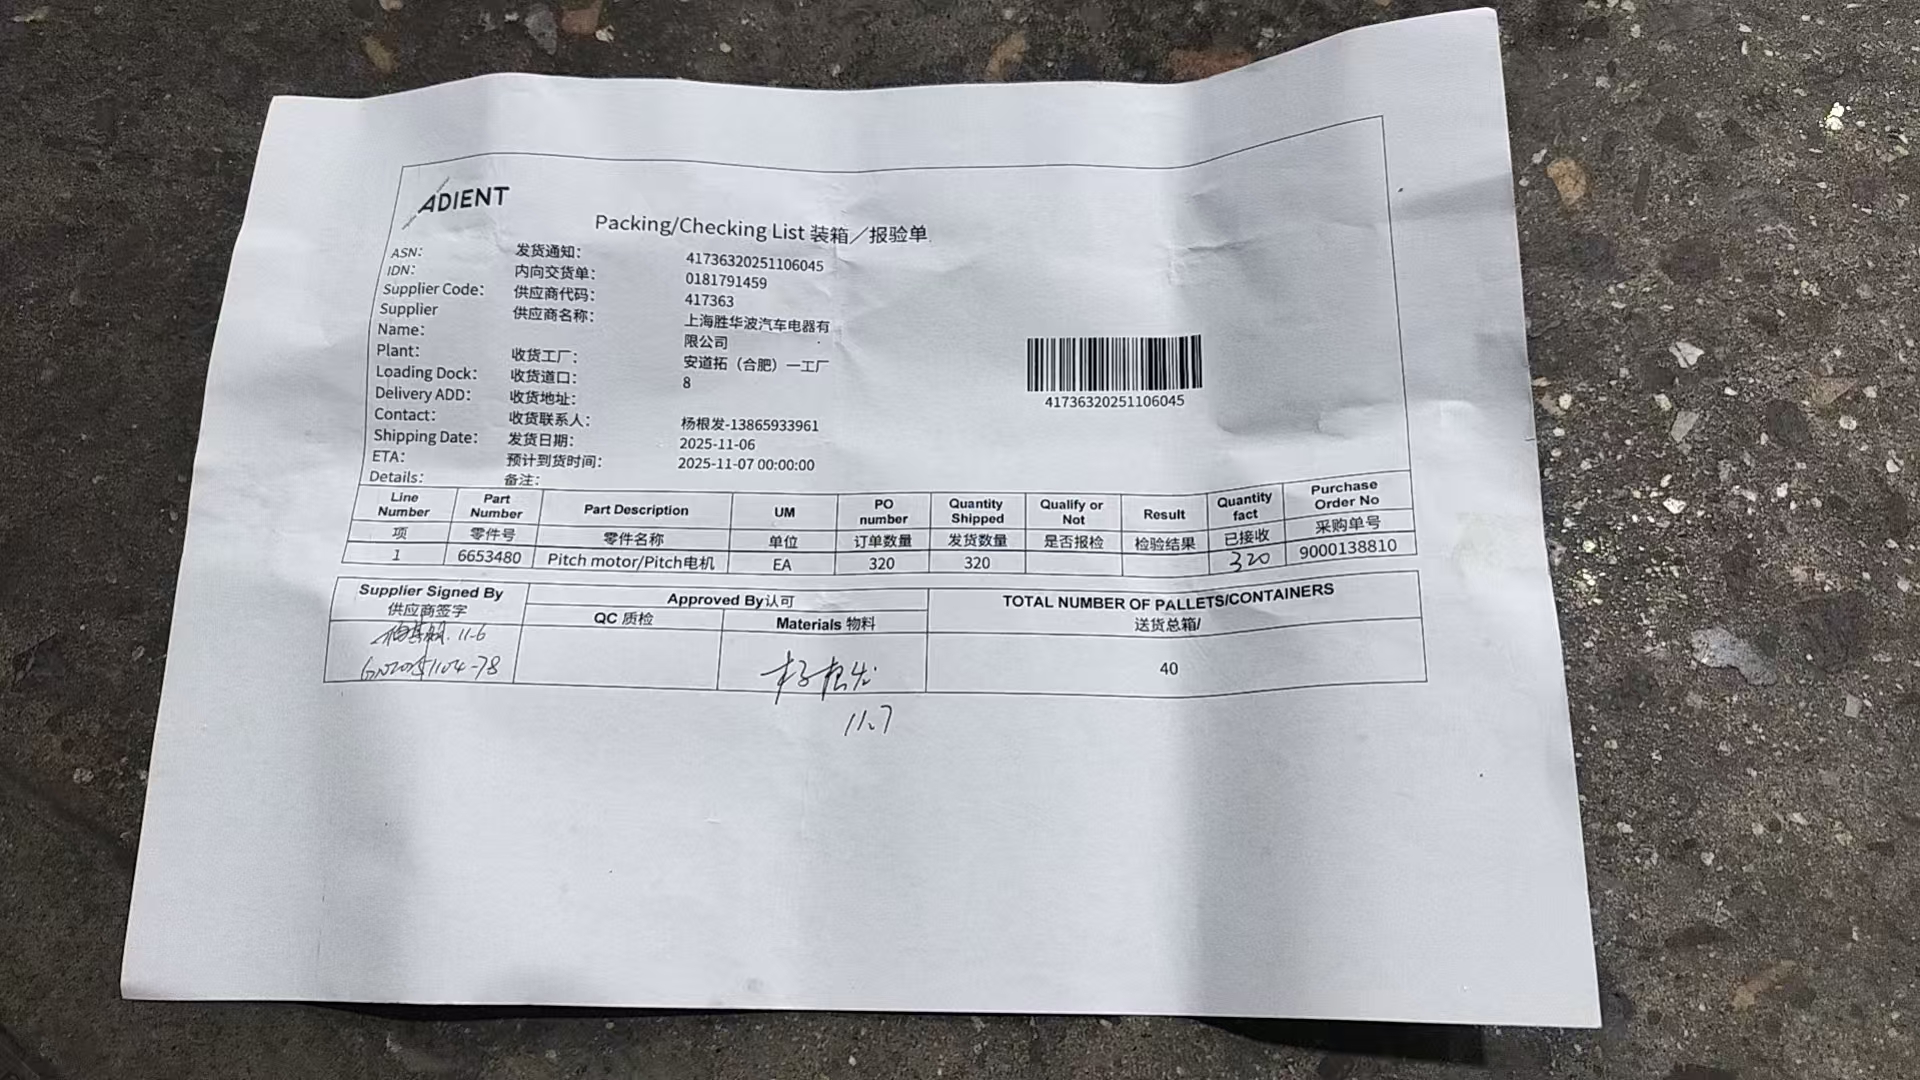 ADIENT
Packing/Checking List 装箱／报验单
ASN: 发货通知: 41736320251106045
IDN: 内向交货单: 0181791459
Supplier Code: 供应商代码: 417363
Supplier Name: 供应商名称: 上海胜华波汽车电器有限公司
Plant: 收货工厂: 安道拓（合肥）一工厂
Loading Dock: 收货道口: 8
Delivery ADD: 收货地址:
Contact: 收货联系人: 杨根发-13865933961
Shipping Date: 发货日期: 2025-11-06
ETA: 预计到货时间: 2025-11-07 00:00:00
Details: 备注:
41736320251106045
Line Number Part Number Part Description UM PO number Quantity Shipped Qualify or Not Result Quantity fact Purchase Order No
项 零件号 零件名称 单位 订单数量 发货数量 是否报检 检验结果 已接收 采购单号
1 6653480 Pitch motor/Pitch电机 EA 320 320 320 9000138810
Supplier Signed By Approved By认可 TOTAL NUMBER OF PALLETS/CONTAINERS
供应商签字 QC 质检 Materials 物料 送货总箱/
11-6
杨根发 40
11.7